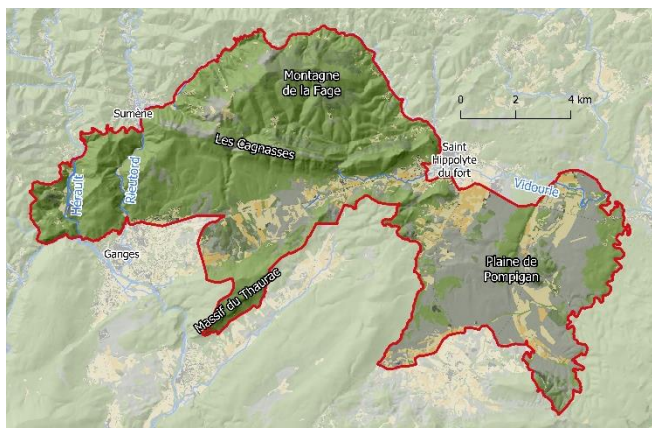 Montagne
de la Fage
Sumène
0 2 4 km
Les Cagnasses
Saint
Hippolyte
du fort
Hérault
Rieutord
Vidourle
Ganges
Plaine de
Pompigan
Massif du Thaurac